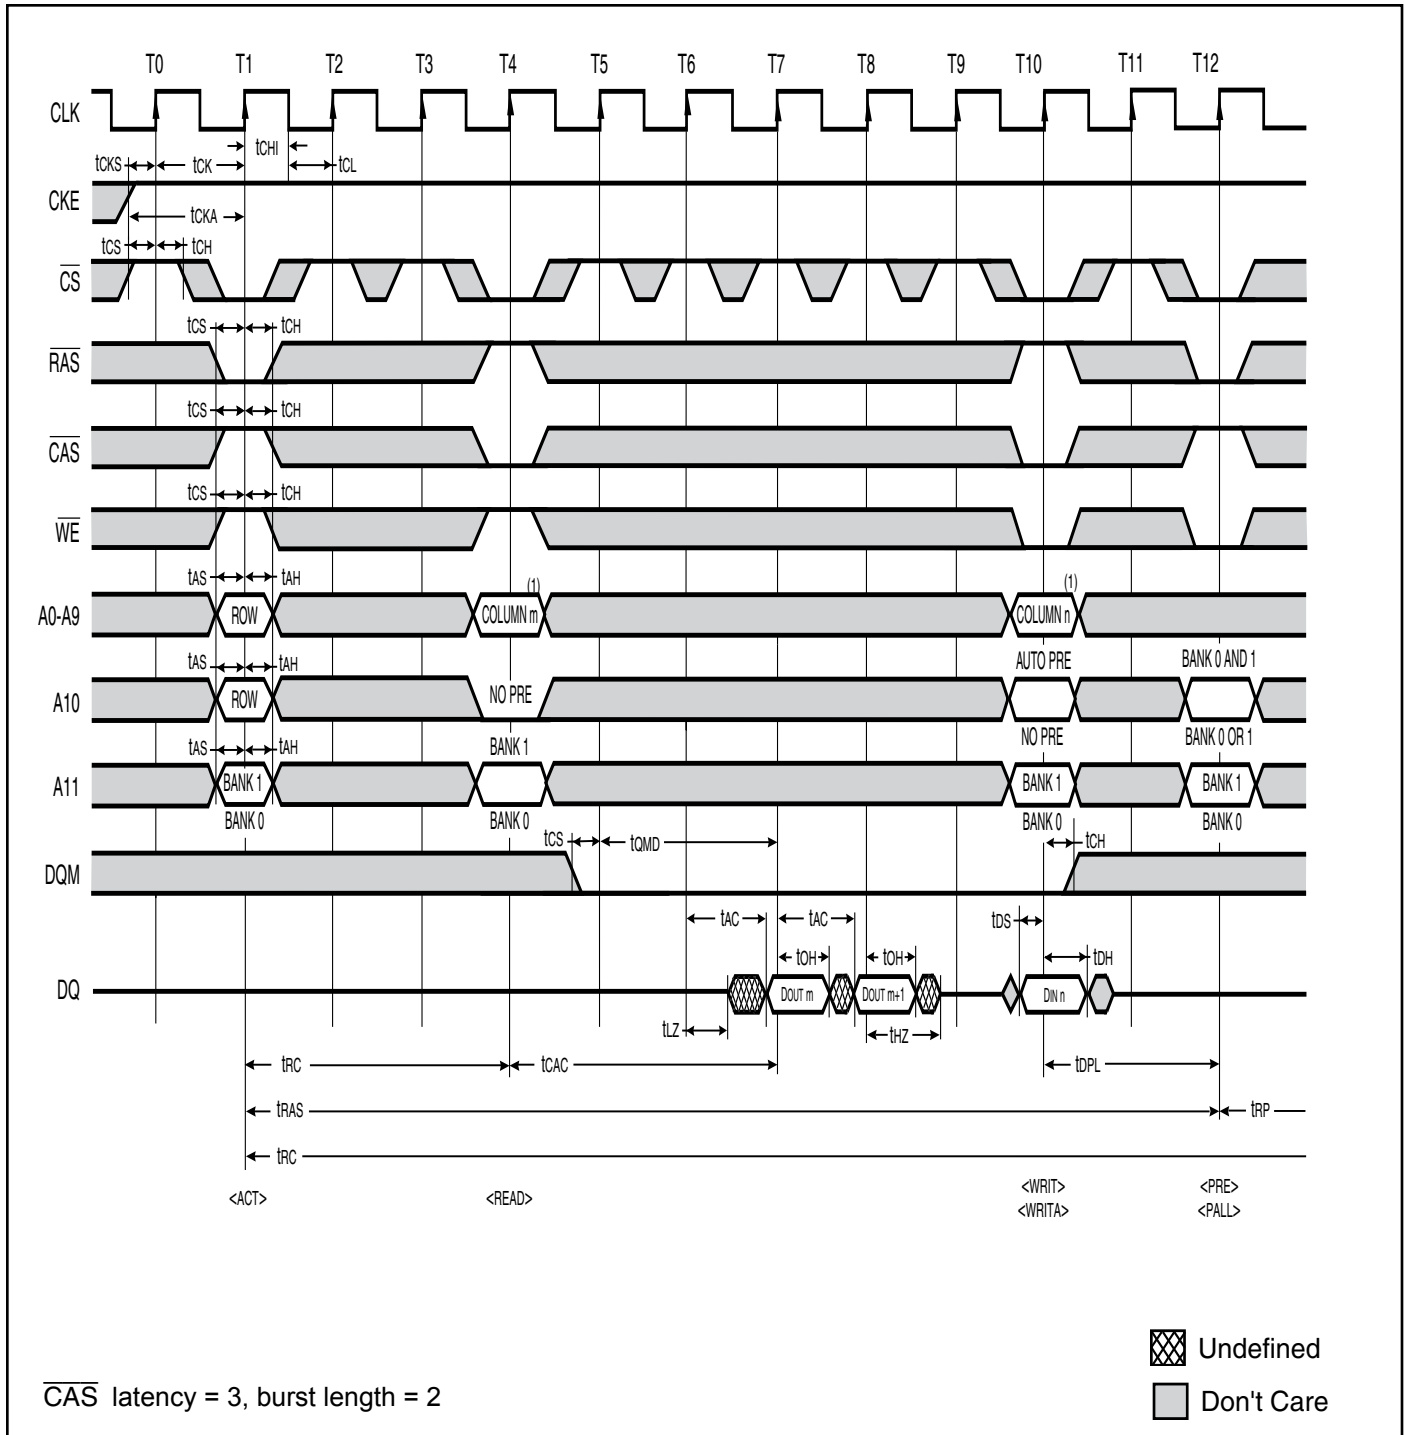 T0 T1 T2 T3 T4 T5 T6 T7 T8 T9 T10 T11 T12
CLK
tCHI
tCKS tCK tCL
CKE
tCKA
tCS tCH
CS
tCS tCH
RAS
tCS tCH
CAS
tCS tCH
WE
tAS tAH (1) (1)
A0-A9 ROW COLUMN m COLUMN n
tAS tAH AUTO PRE BANK 0 AND 1
A10 ROW NO PRE
tAS tAH BANK 1 NO PRE BANK 0 OR 1
A11 BANK 1 BANK 1 BANK 1
BANK 0 BANK 0 BANK 0 BANK 0
tCS tQMD tCH
DQM
tAC tAC tDS
tOH tOH tDH
DQ DOUT m DOUT m+1 DIN n
tLZ tHZ
tRC tCAC tDPL
tRAS tRP
tRC
<ACT> <READ> <WRIT> <PRE>
<WRITA> <PALL>
Undefined
CAS latency = 3, burst length = 2
Don't Care